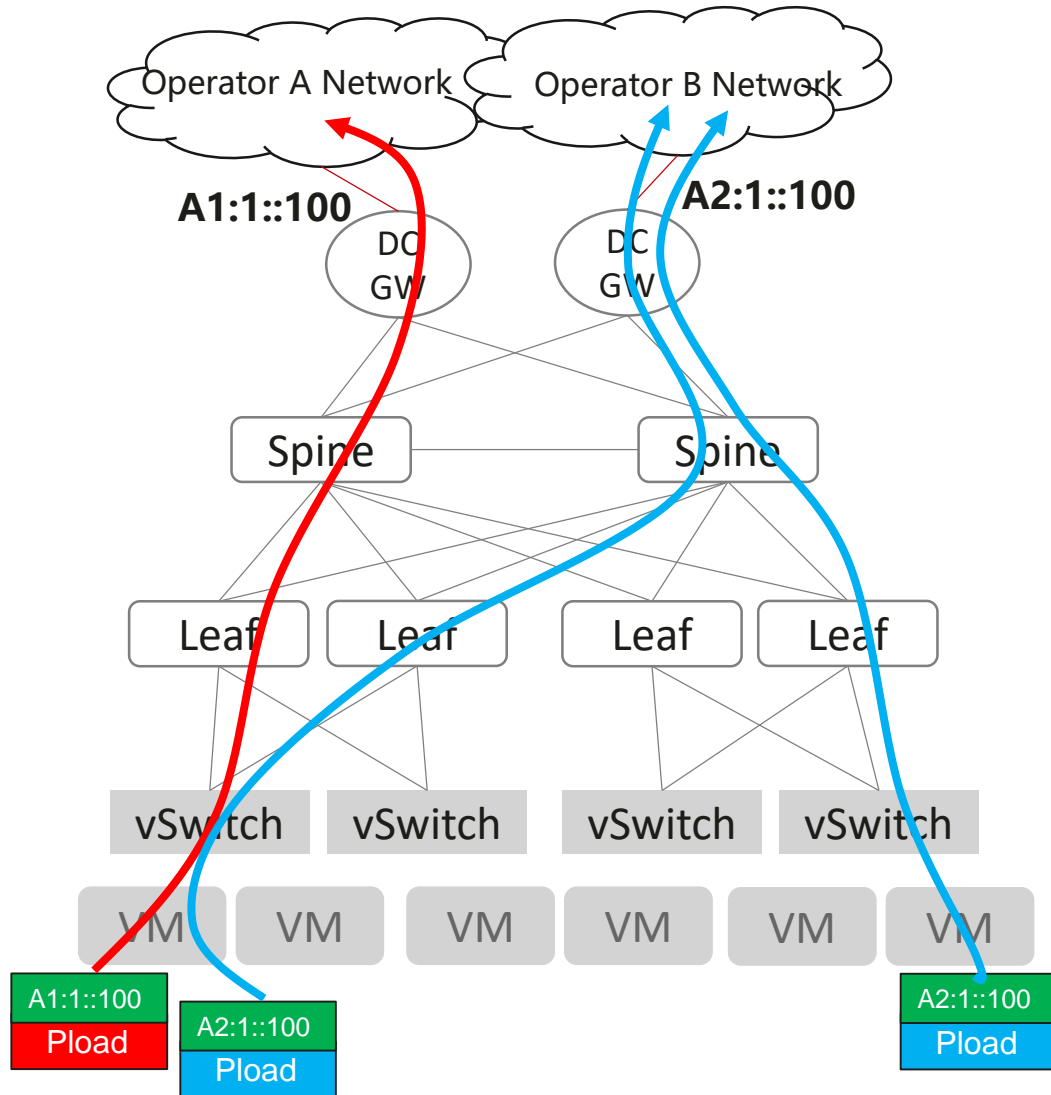 Operator A Network
Operator B Network
A1:1::100
A2:1::100
DC
GW
DC
GW
Spine
Spine
Leaf
Leaf
Leaf
Leaf
vSwitch
vSwitch
vSwitch
vSwitch
VM
VM
VM
VM
VM
VM
A1:1::100
Pload
A2:1::100
Pload
A2:1::100
Pload